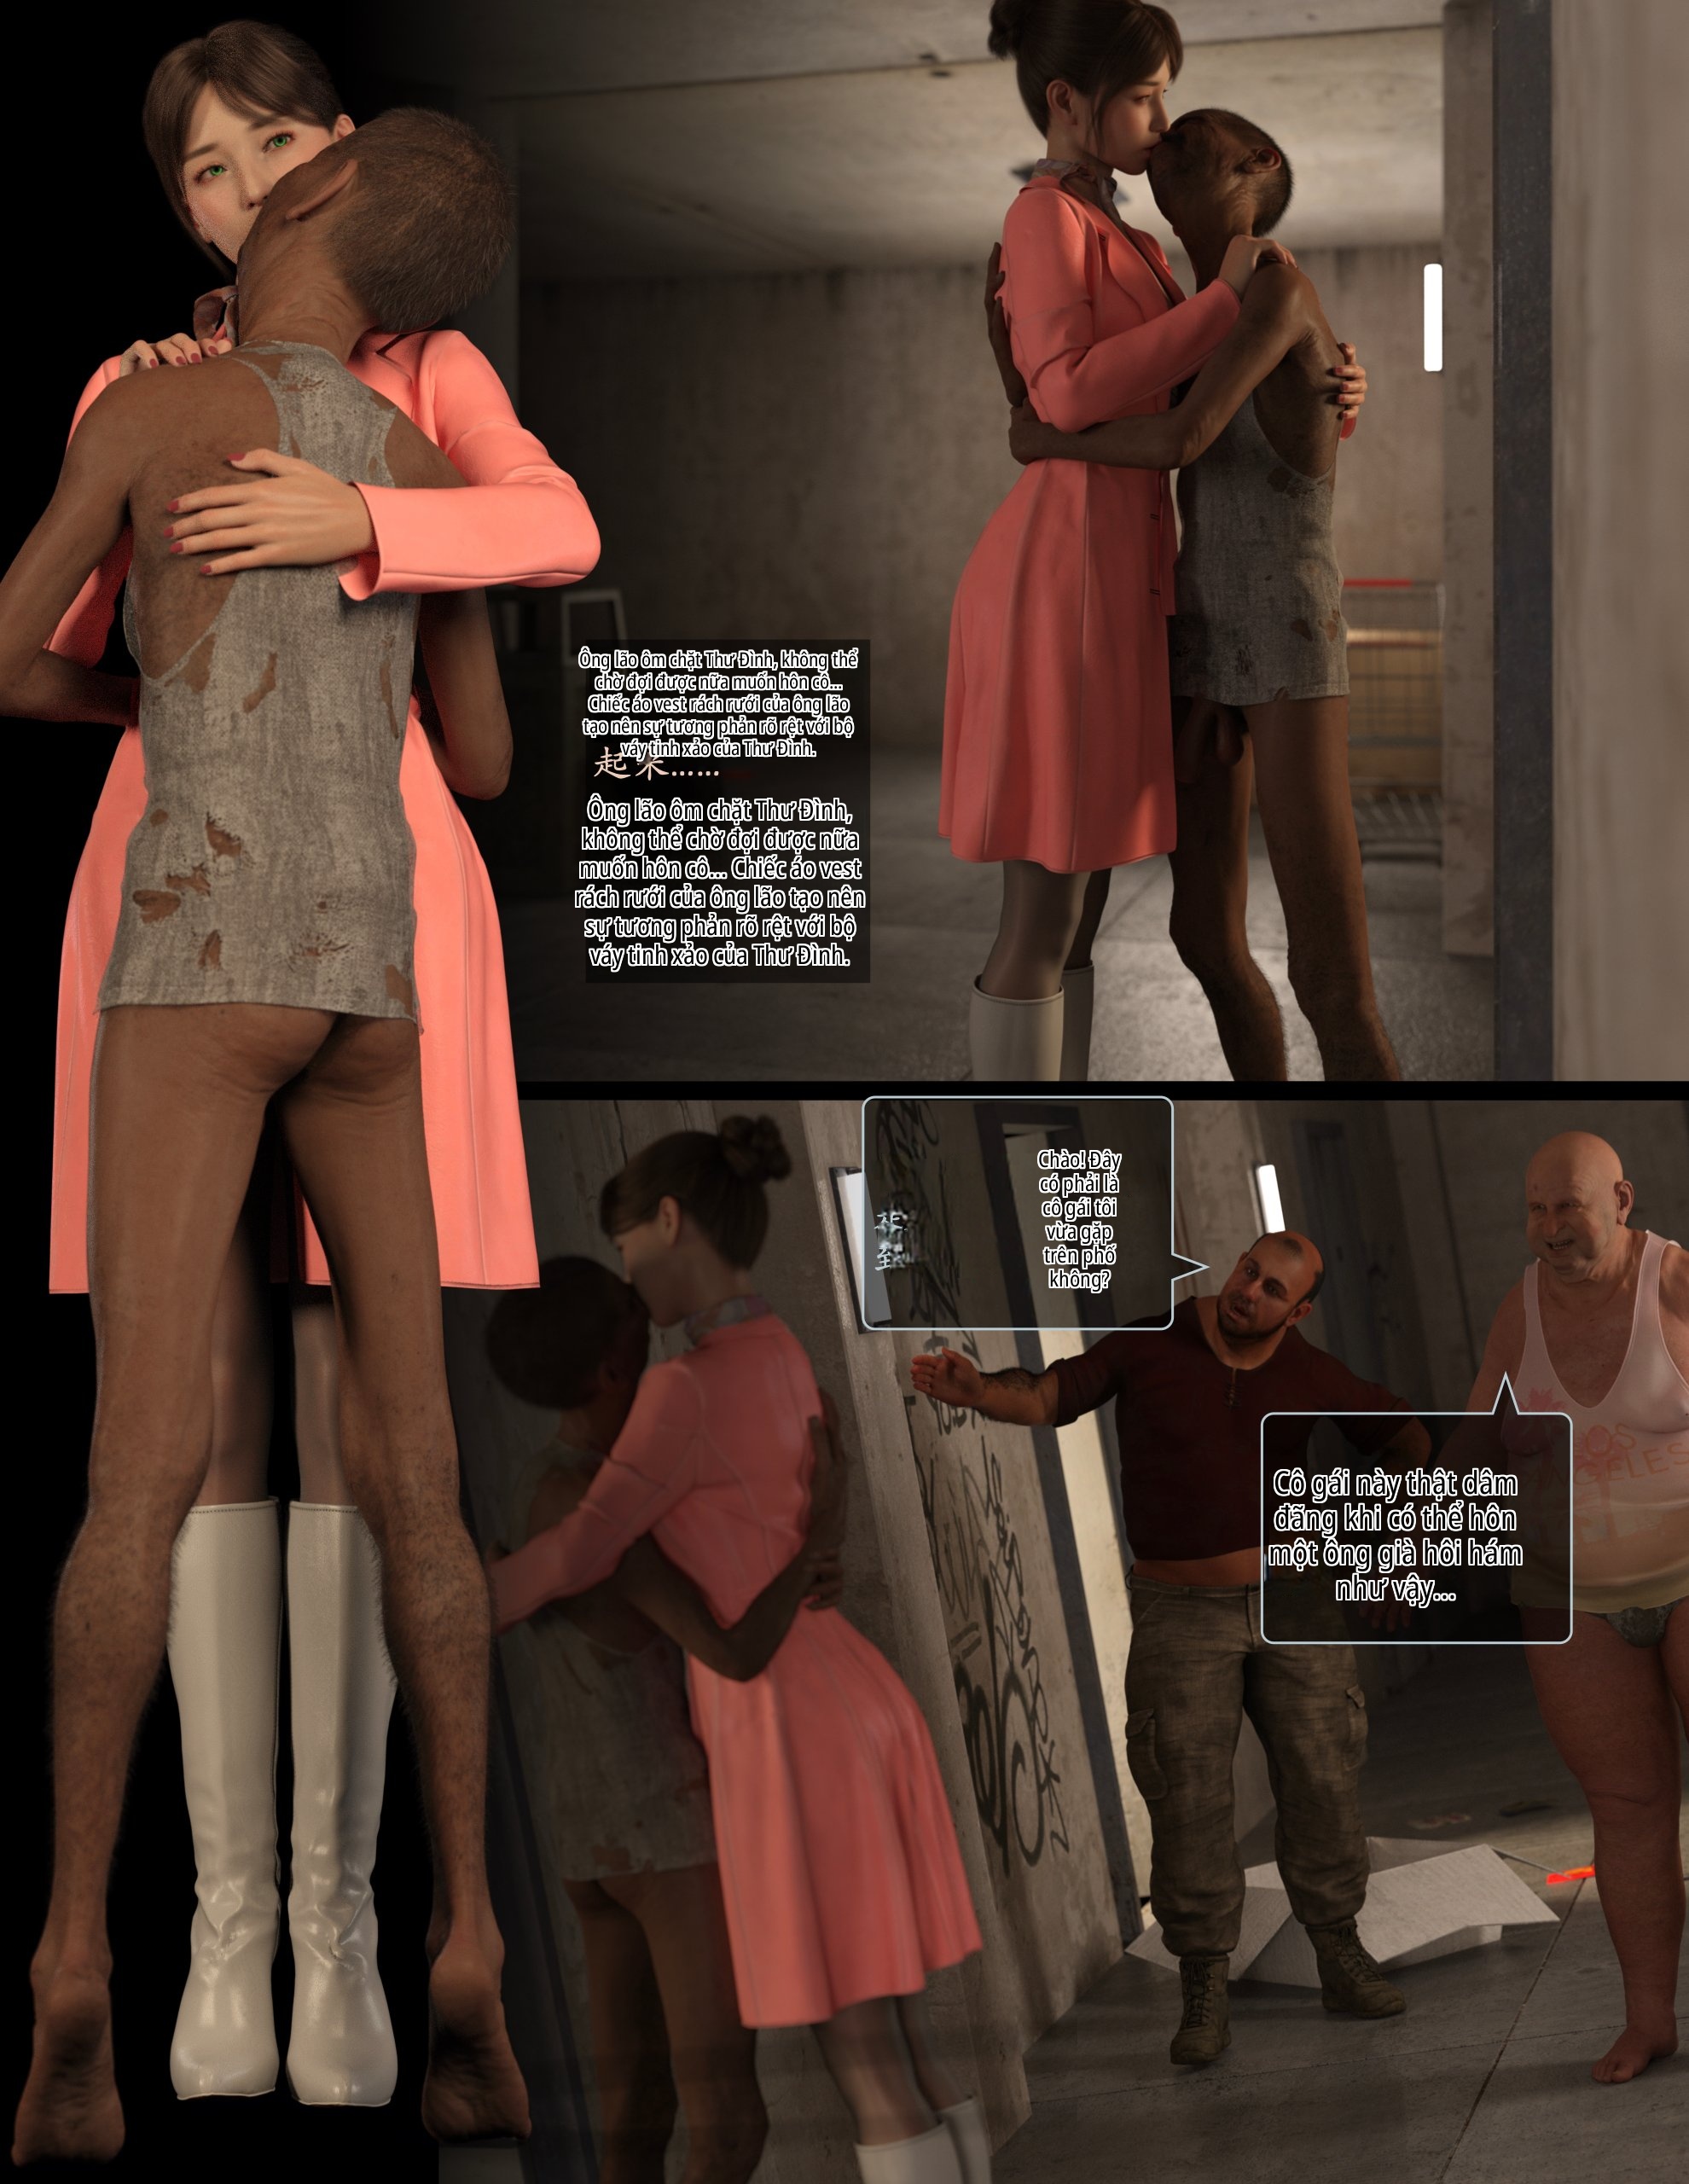 Ông lão ôm chặt Thư Đình, không thể
chờ đợi được nữa muốn hôn cô...
Chiếc áo vest rách rưới của ông lão
tạo nên sự tương phản rõ rệt với bộ
váy tinh xảo của Thư Đình.
起来……
Ông lão ôm chặt Thư Đình,
không thể chờ đợi được nữa
muốn hôn cô... Chiếc áo vest
rách rưới của ông lão tạo nên
sự tương phản rõ rệt với bộ
váy tinh xảo của Thư Đình.
Chào! Đây
có phải là
cô gái tôi
vừa gặp
trên phố
không?
Cô gái này thật dâm
đãng khi có thể hôn
một ông già hôi hám
như vậy...